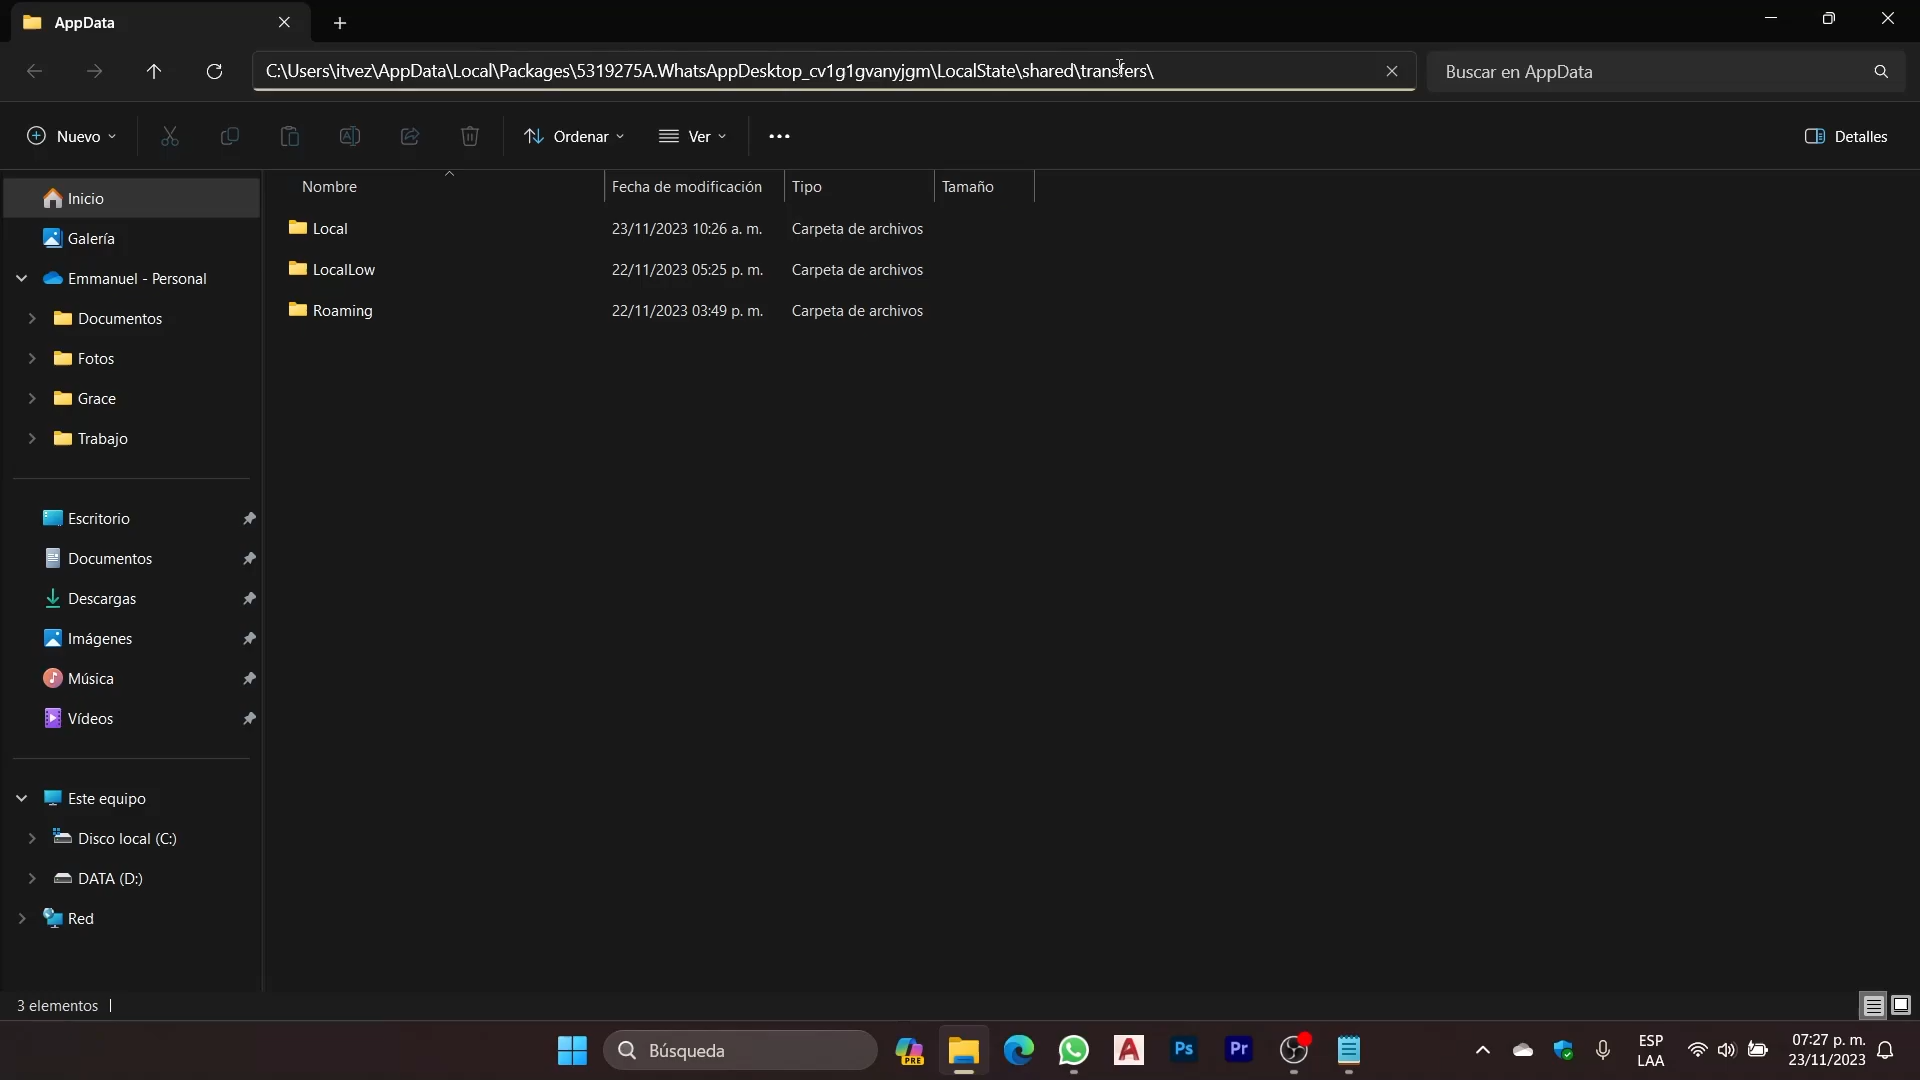 AppData
C:\Users\itvez\AppData\Local\Packages\5319275A.WhatsAppDesktop_cv1g1gvanyjgm\LocalState\shared\transfers\
Buscar en AppData
Nuevo
Ordenar
Ver
Detalles
Nombre Fecha de modificación Tipo Tamaño
Local 23/11/2023 10:26 a. m. Carpeta de archivos
LocalLow 22/11/2023 05:25 p. m. Carpeta de archivos
Roaming 22/11/2023 03:49 p. m. Carpeta de archivos
Inicio
Galería
Emmanuel - Personal
Documentos
Fotos
Grace
Trabajo
Escritorio
Documentos
Descargas
Imágenes
Música
Vídeos
Este equipo
Disco local (C:)
DATA (D:)
Red
3 elementos
Búsqueda
PRE
A
Ps
Pr
ESP
LAA
07:27 p. m.
23/11/2023